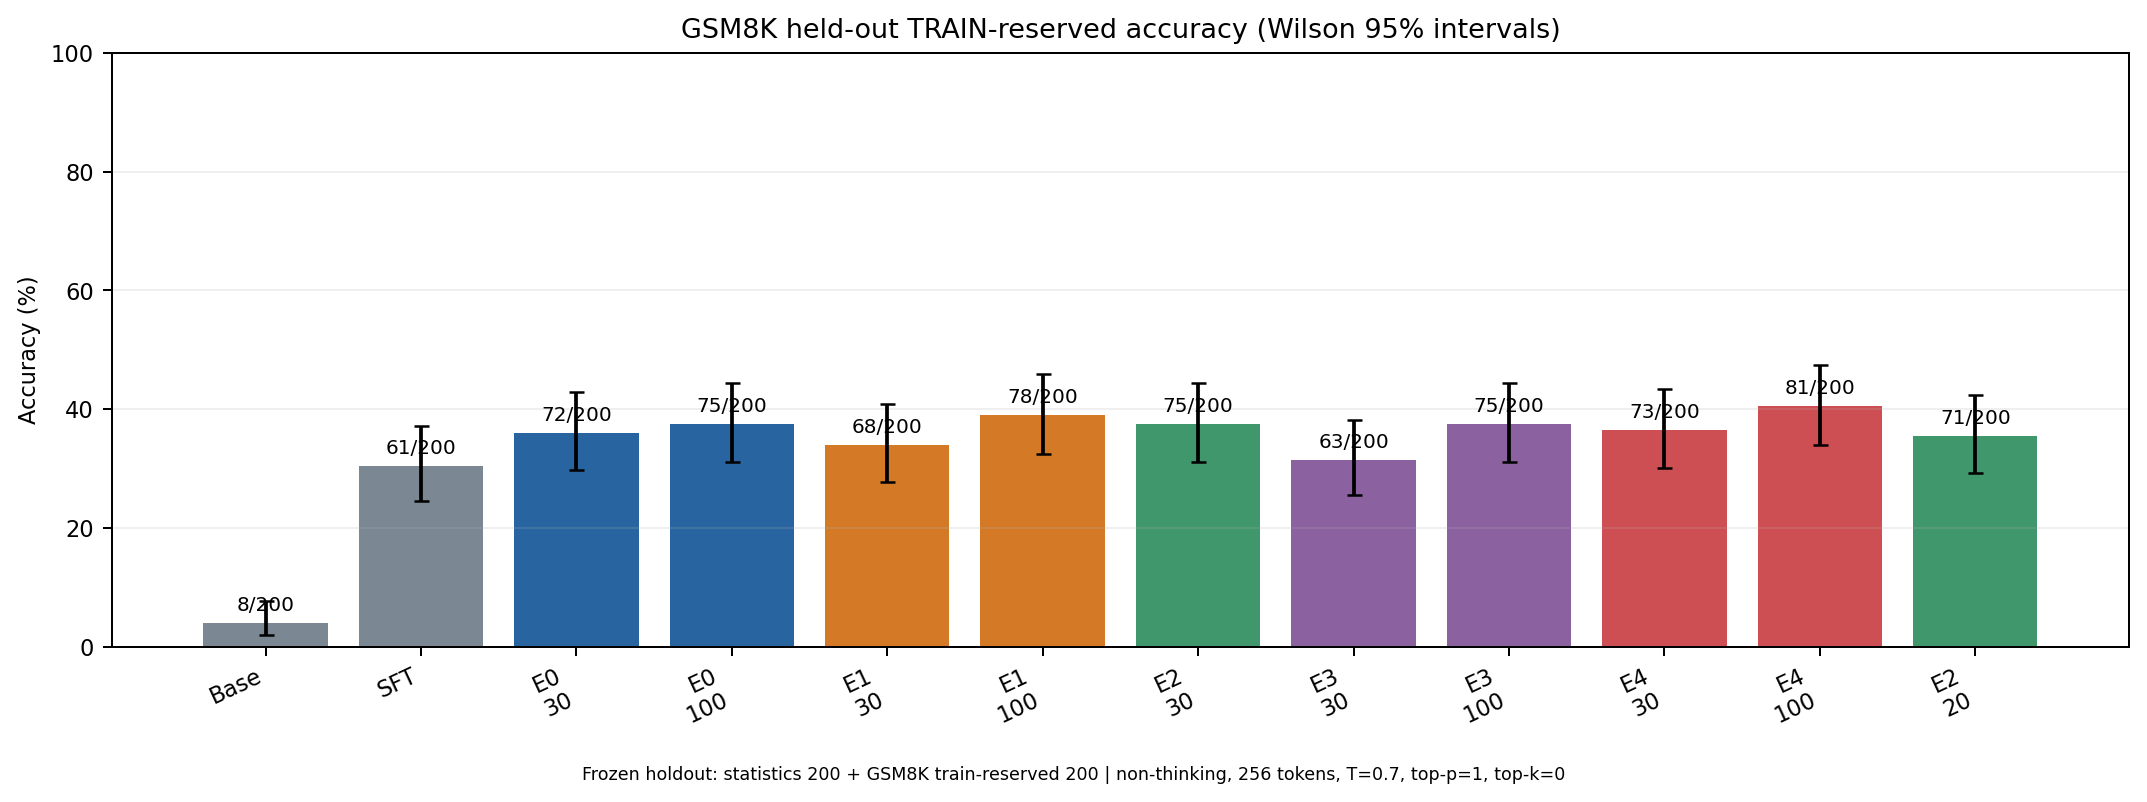 GSM8K held-out TRAIN-reserved accuracy (Wilson 95% intervals)
Accuracy (%)
100
80
60
40
20
0
8/200
61/200
72/200
75/200
68/200
78/200
75/200
63/200
75/200
73/200
81/200
71/200
Base
SFT
E0
30
E0
100
E1
30
E1
100
E2
30
E3
30
E3
100
E4
30
E4
100
E2
20
Frozen holdout: statistics 200 + GSM8K train-reserved 200 | non-thinking, 256 tokens, T=0.7, top-p=1, top-k=0